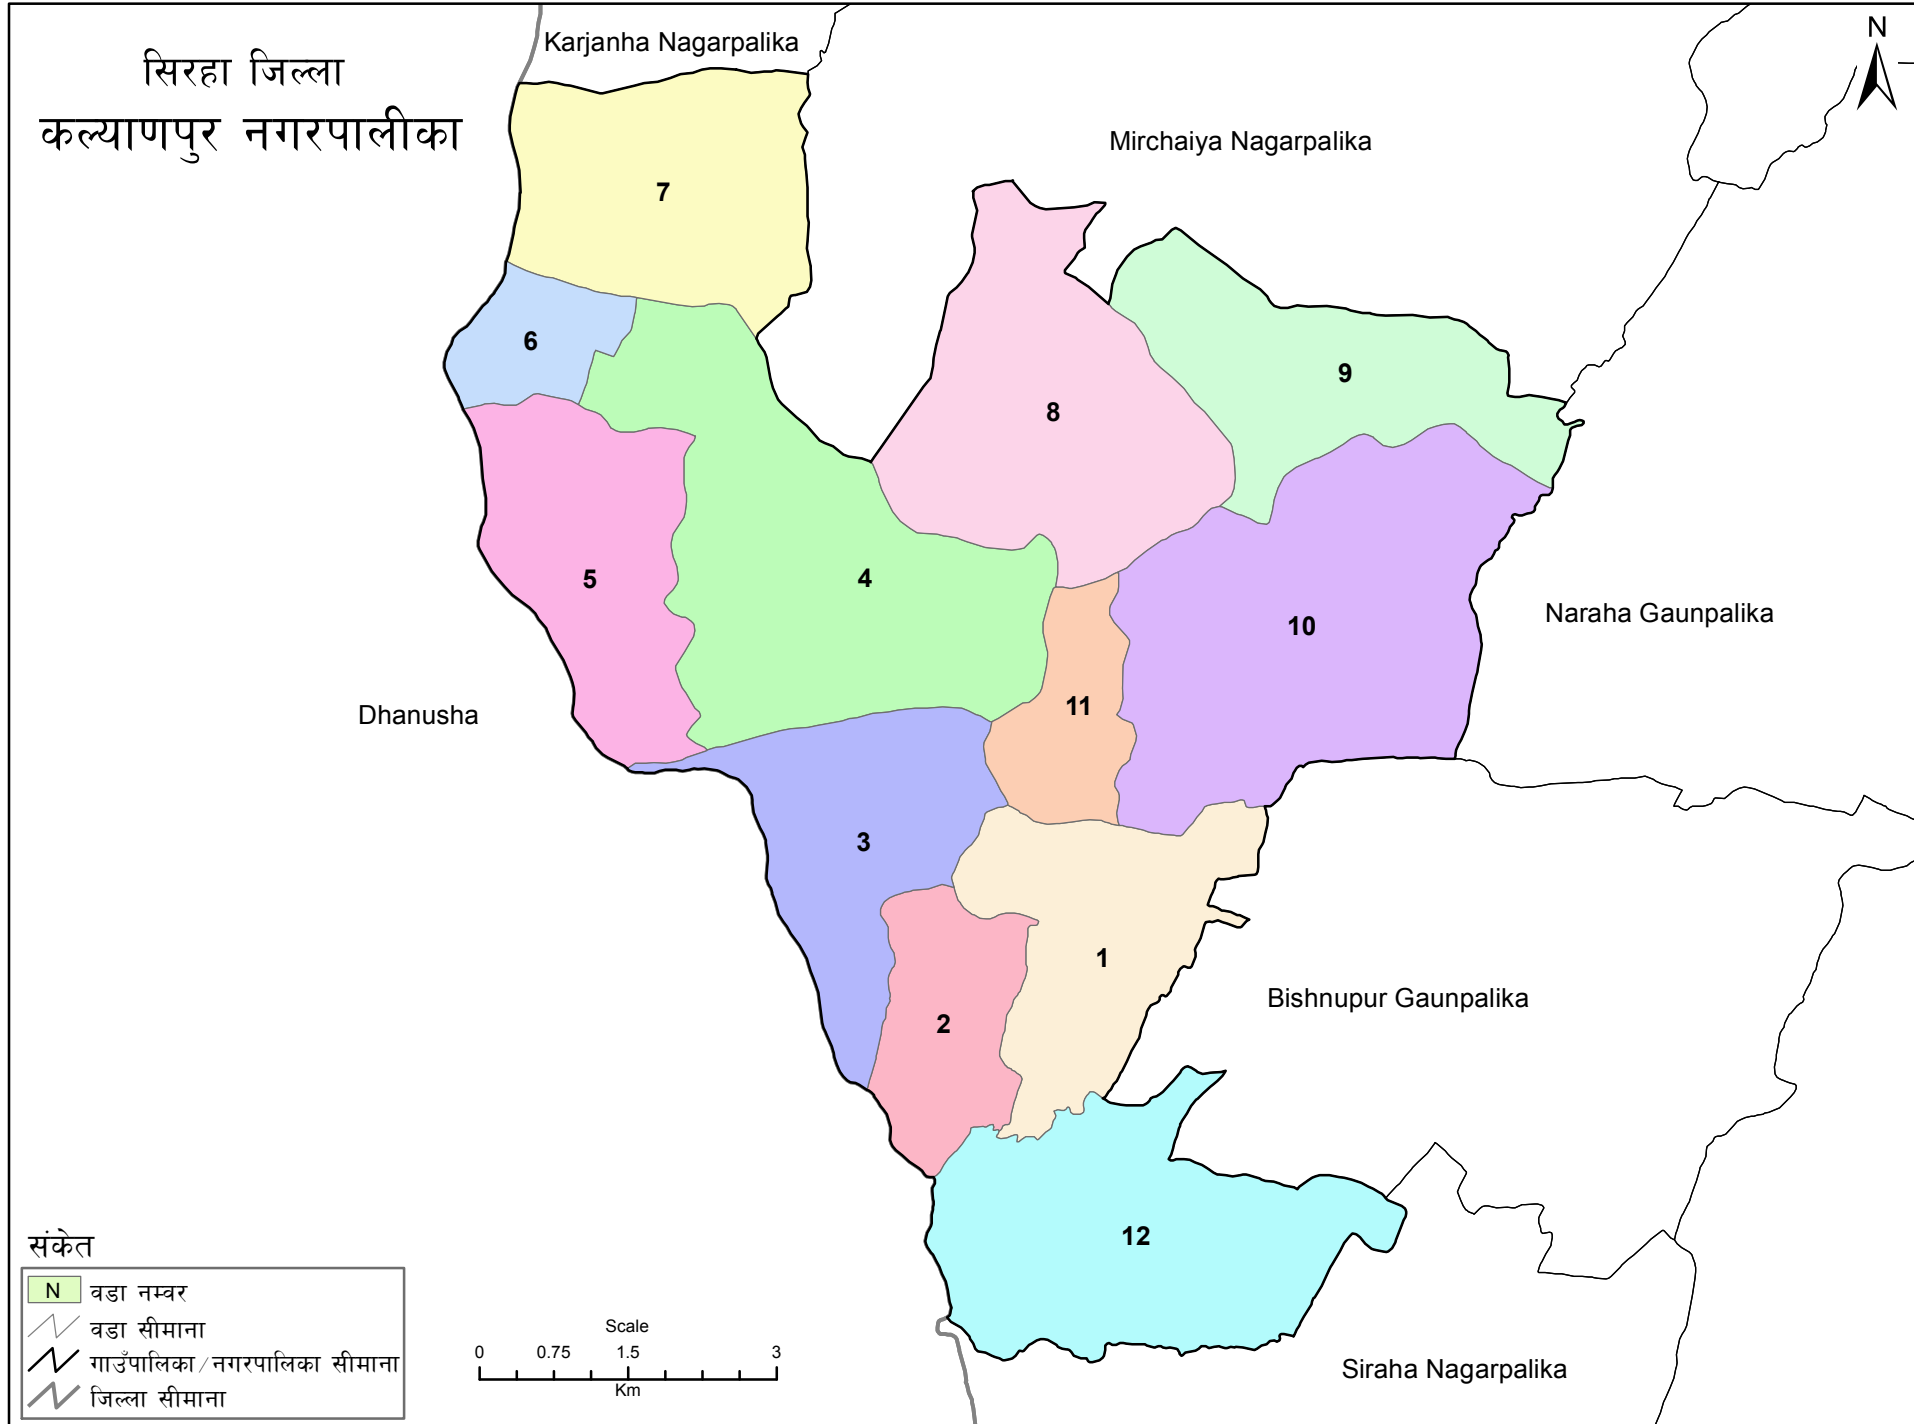 Karjanha Nagarpalika
N
सिरहा जिल्ला
कल्याणपुर नगरपालीका
Mirchaiya Nagarpalika
7
6
9
8
5
4
10
Naraha Gaunpalika
11
Dhanusha
3
1
Bishnupur Gaunpalika
2
12
संकेत
N वडा नम्वर
वडा सीमाना
गाउँपालिका/नगरपालिका सीमाना
जिल्ला सीमाना
Scale
0 0.75 1.5 3
Km
Siraha Nagarpalika